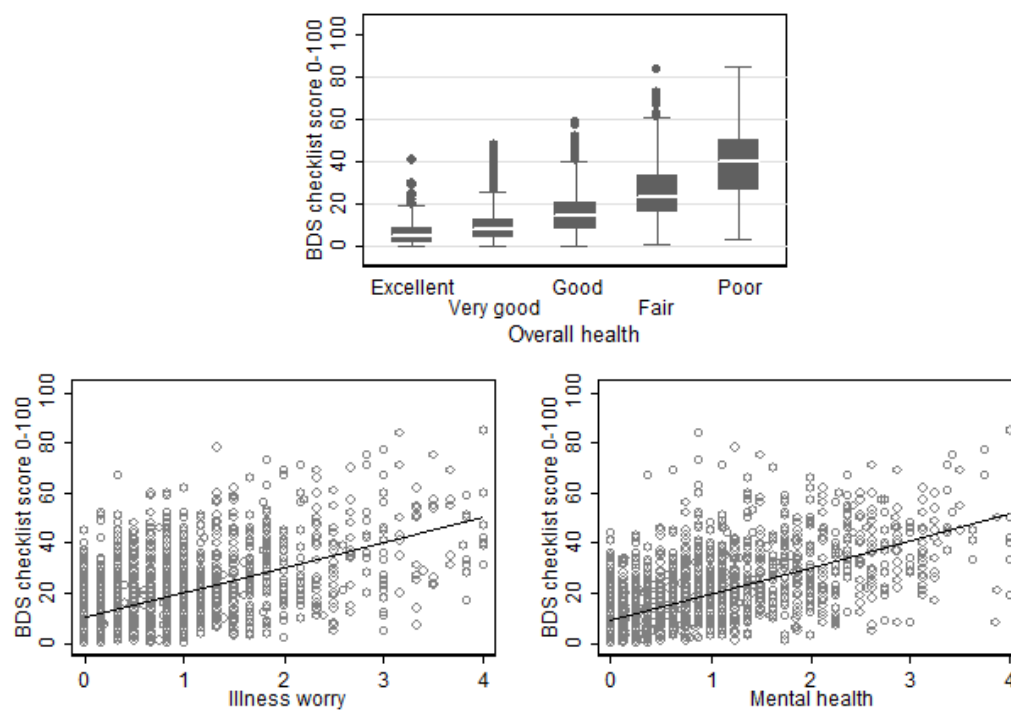 BDS checklist score 0-100
100
80
60
40
20
0
Excellent
Very good
Good
Fair
Poor
Overall health
BDS checklist score 0-100
100
80
60
40
20
0
0 1 2 3 4
Illness worry
BDS checklist score 0-100
100
80
60
40
20
0
0 1 2 3 4
Mental health